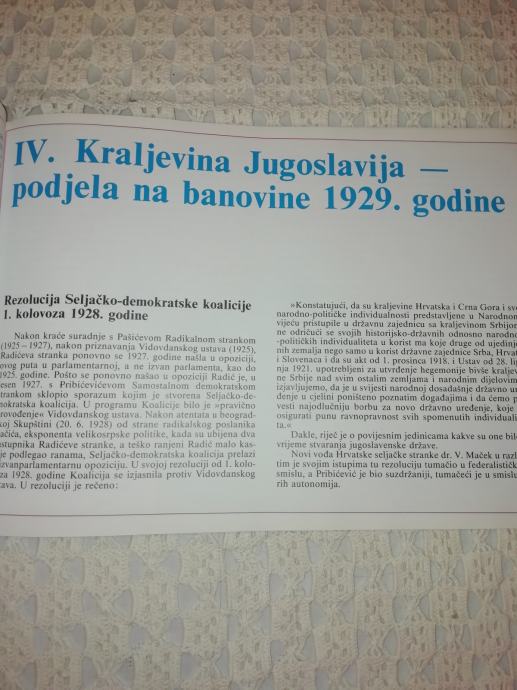 IV. Kraljevina Jugoslavija —
podjela na banovine 1929. godine
Rezolucija Seljačko-demokratske koalicije
1. kolovoza 1928. godine
Nakon kraće suradnje s Pašićevom Radikalnom strankom
(1925—1927), nakon priznavanja Vidovdanskog ustava (1925),
Radićeva stranka ponovno se 1927. godine našla u opoziciji,
ovog puta u parlamentarnoj, a ne izvan parlamenta, kao do
1925. godine. Pošto se ponovno našao u opoziciji Radić je, u
jesen 1927. s Pribićevićevom Samostalnom demokratskom
strankom sklopio sporazum kojim je stvorena Seljačko-de-
mokratska koalicija. U programu Koalicije bilo je »pravično
provođenje« Vidovdanskog ustava. Nakon atentata u beograd-
koj Skupštini (20. 6. 1928) od strane radikalnog poslanika
ačića, eksponenta velikosrpske politike, kada su ubijena dva
astupnika Radićeve stranke, a teško ranjeni Radić malo kas-
je podlegao ranama, Seljačko-demokratska koalicija prelazi
izvanparlamentarnu opoziciju. U svojoj rezoluciji od 1. kolo-
za 1928. godine Koalicija se izjasnila protiv Vidovdanskog
tava. U rezoluciji je rečeno:
»Konstatujući, da su kraljevine Hrvatska i Crna Gora i sve
narodno-političke individualnosti predstavljene u Narodnom
vijeću pristupile u državnu zajednicu sa kraljevinom Srbijom
ne odričući se svojih historijsko-državnih odnosno narodno-
-političkih individualiteta u korist ma koje druge od ujedinje-
nih zemalja nego samo u korist državne zajednice Srba, Hrva
i Slovenaca i da su akt od 1. prosinca 1918. i Ustav od 28. lip
nja 1921. upotrebljeni za utvrđenje hegemonije bivše kraljev
ne Srbije nad svim ostalim zemljama i narodnim dijelovim
izjavljujemo, da je u svijesti narodnoj dosadašnje državno u
đenje u cjelini poništeno poznatim događajima i da ćemo p
vesti najodlučniju borbu za novo državno uređenje, koje
osigurati punu ravnopravnost svih spomenutih individuali
ta.«
Dakle, riječ je o povijesnim jedinicama kakve su one bile
vrijeme stvaranja jugoslavenske države.
Novi vođa Hrvatske seljačke stranke dr. V. Maček u razl
tim je svojim istupima tu rezoluciju tumačio u federalističk
smislu, a Pribićević je bio suzdržaniji, tumačeći je u smislu
rih autonomija.